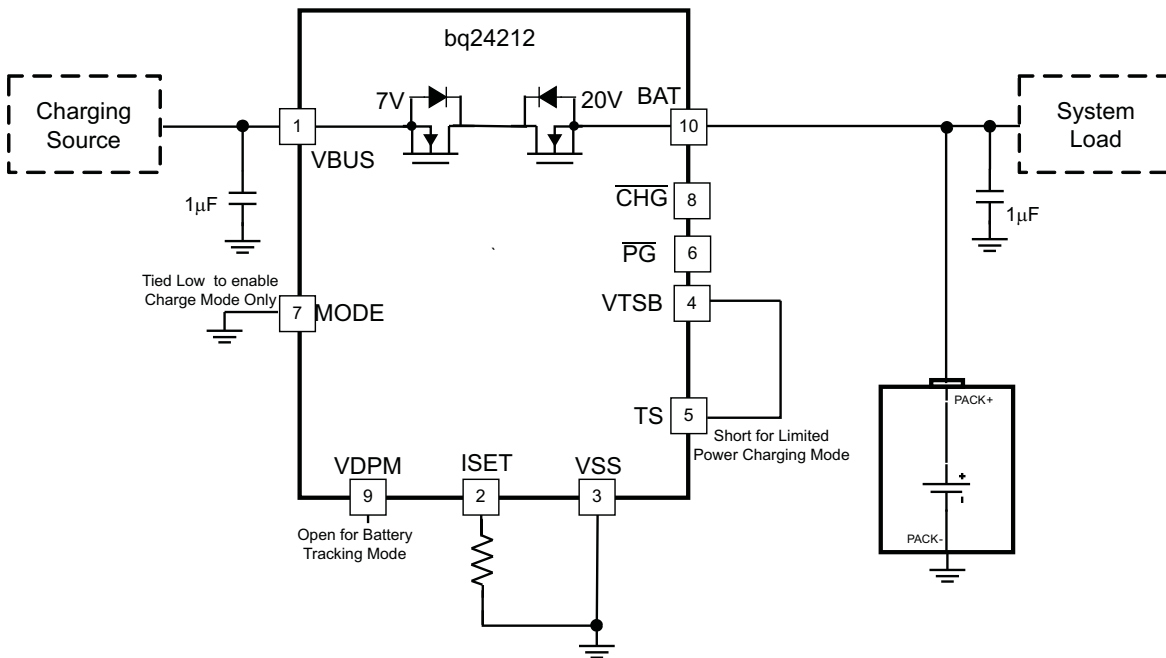 bq24212
Charging
Source
7V
20V
BAT
System
Load
1
10
VBUS
1μF
CHG
8
1μF
PG
6
Tied Low to enable
Charge Mode Only
VTSB
4
7
MODE
TS
5
PACK+
Short for Limited
Power Charging Mode
VDPM
ISET
VSS
9
2
3
+
-
Open for Battery
Tracking Mode
PACK-